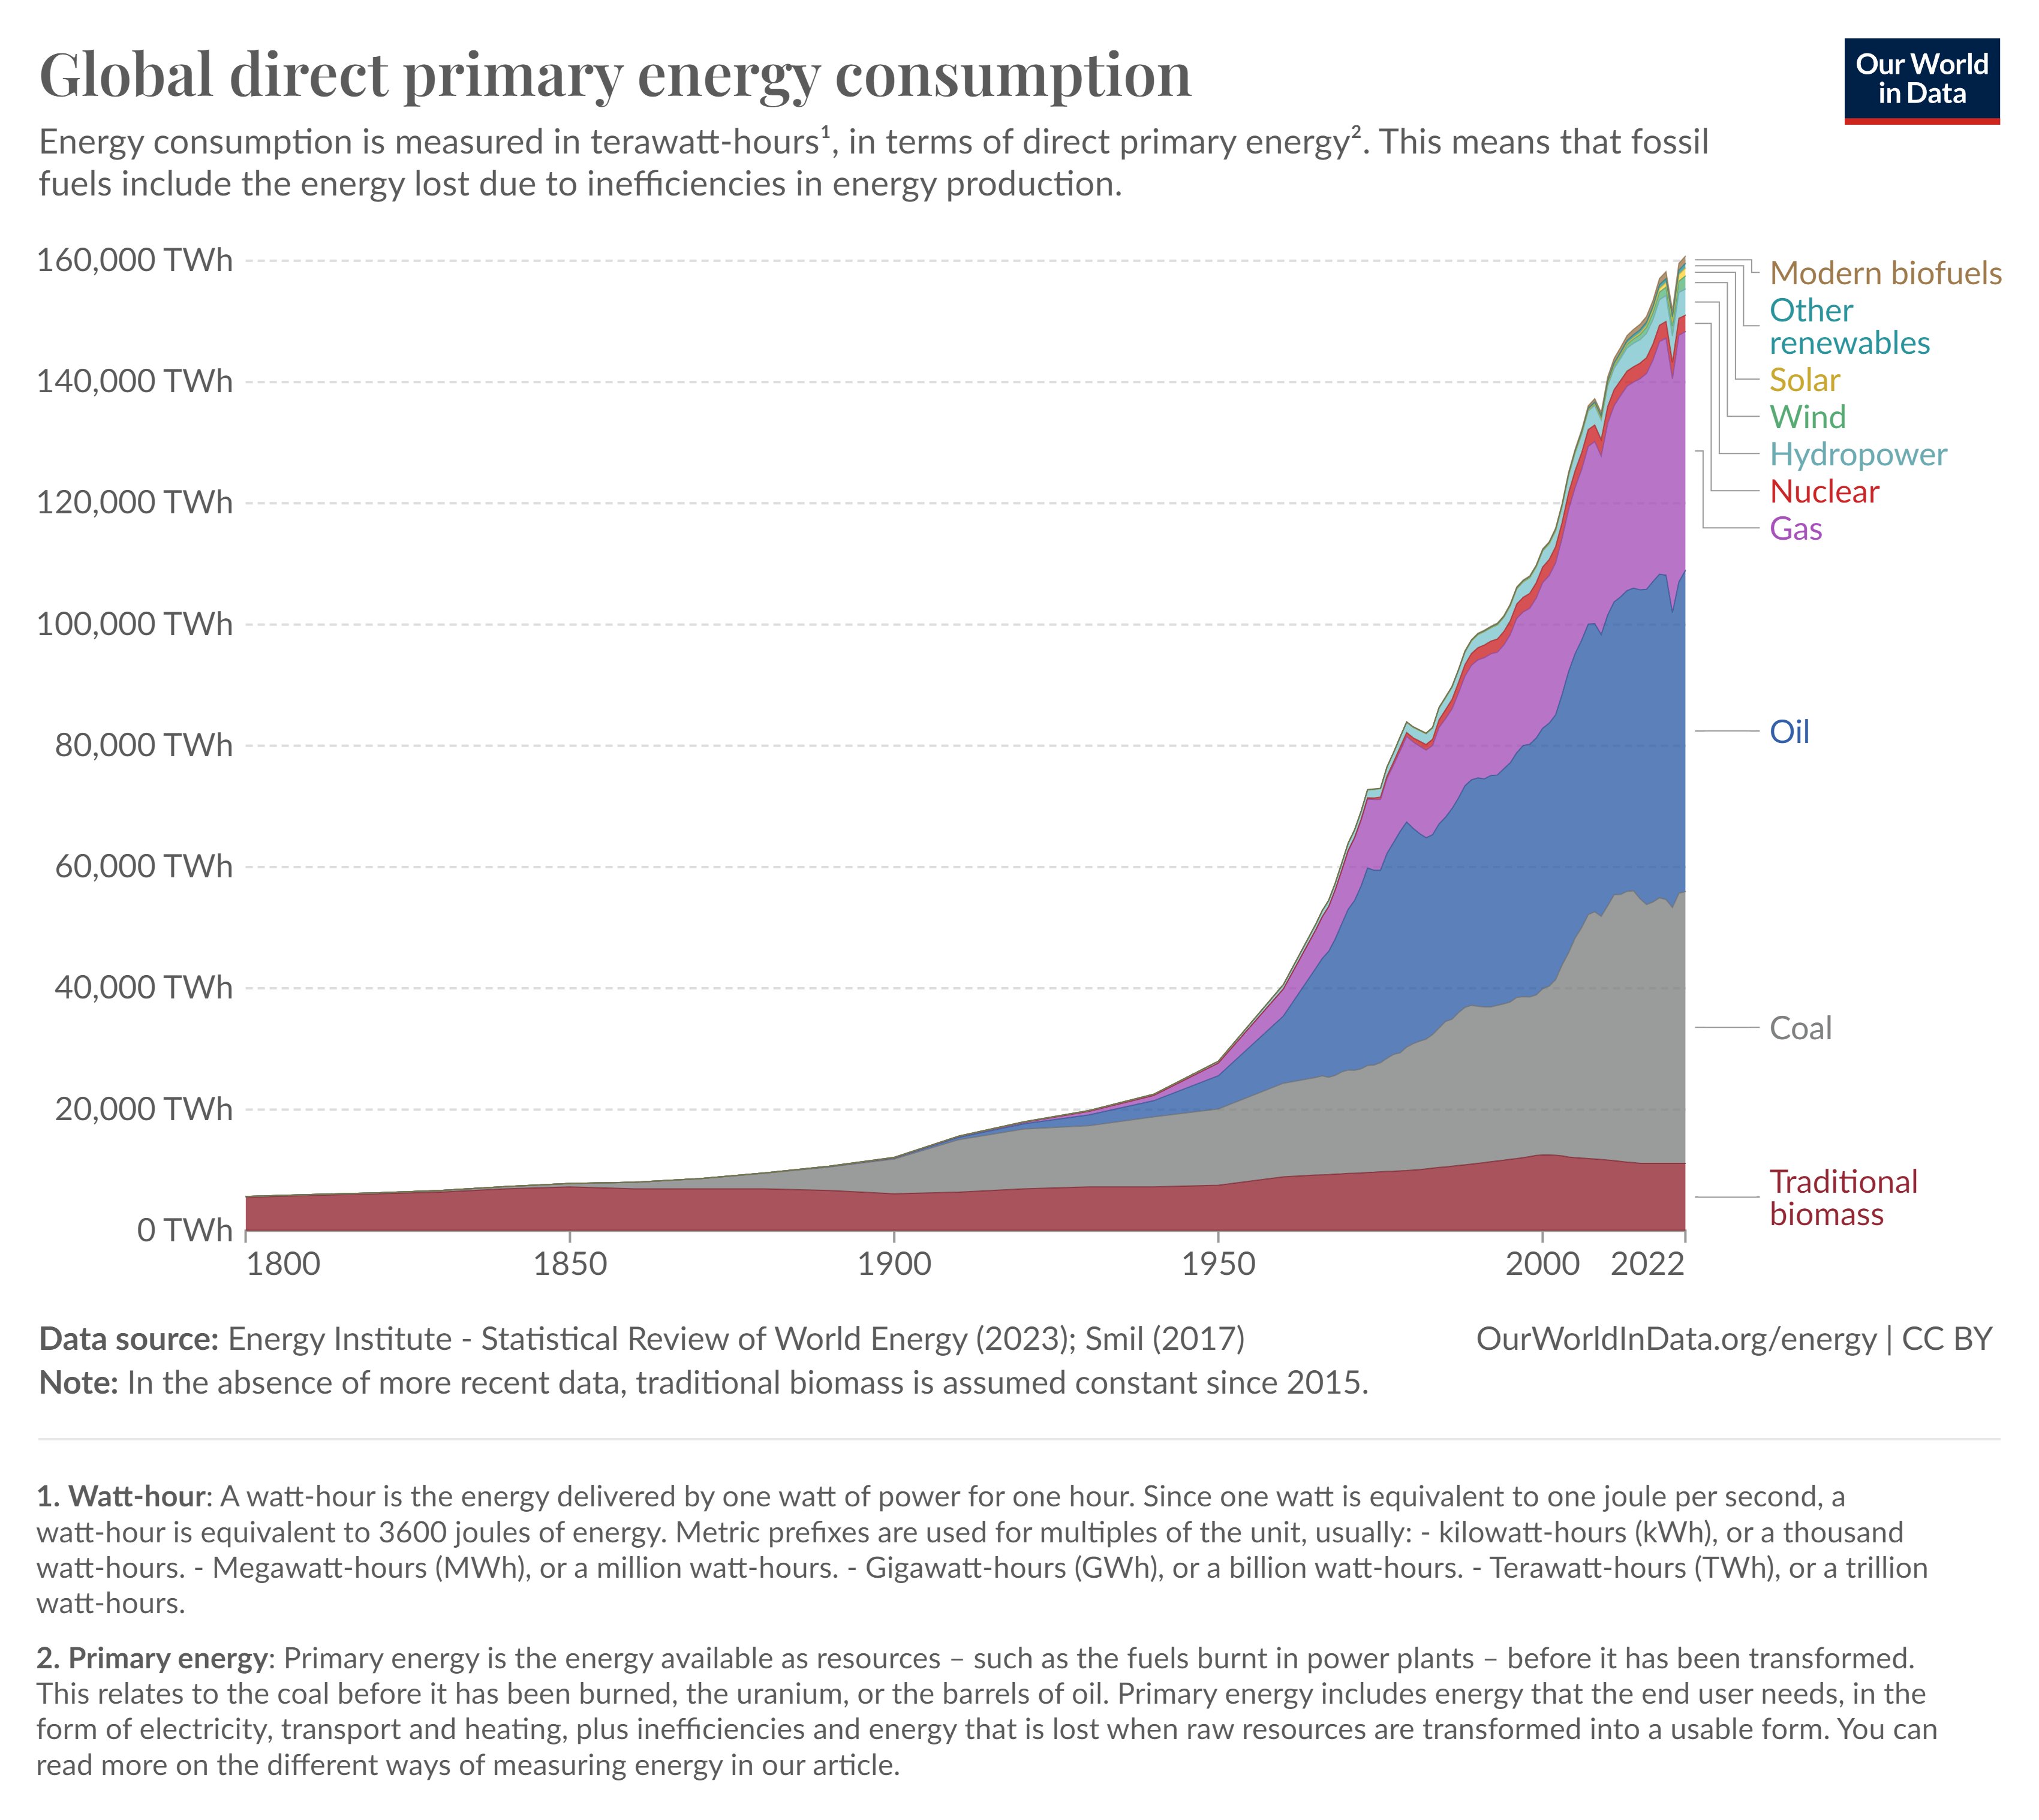 Global direct primary energy consumption
Our World
in Data
Energy consumption is measured in terawatt-hours¹, in terms of direct primary energy². This means that fossil
fuels include the energy lost due to inefficiencies in energy production.
160,000 TWh
140,000 TWh
120,000 TWh
100,000 TWh
80,000 TWh
60,000 TWh
40,000 TWh
20,000 TWh
0 TWh
Modern biofuels
Other
renewables
Solar
Wind
Hydropower
Nuclear
Gas
Oil
Coal
Traditional
biomass
1800 1850 1900 1950 2000 2022
Data source: Energy Institute - Statistical Review of World Energy (2023); Smil (2017)
OurWorldInData.org/energy | CC BY
Note: In the absence of more recent data, traditional biomass is assumed constant since 2015.
1. Watt-hour: A watt-hour is the energy delivered by one watt of power for one hour. Since one watt is equivalent to one joule per second, a
watt-hour is equivalent to 3600 joules of energy. Metric prefixes are used for multiples of the unit, usually: - kilowatt-hours (kWh), or a thousand
watt-hours. - Megawatt-hours (MWh), or a million watt-hours. - Gigawatt-hours (GWh), or a billion watt-hours. - Terawatt-hours (TWh), or a trillion
watt-hours.
2. Primary energy: Primary energy is the energy available as resources – such as the fuels burnt in power plants – before it has been transformed.
This relates to the coal before it has been burned, the uranium, or the barrels of oil. Primary energy includes energy that the end user needs, in the
form of electricity, transport and heating, plus inefficiencies and energy that is lost when raw resources are transformed into a usable form. You can
read more on the different ways of measuring energy in our article.